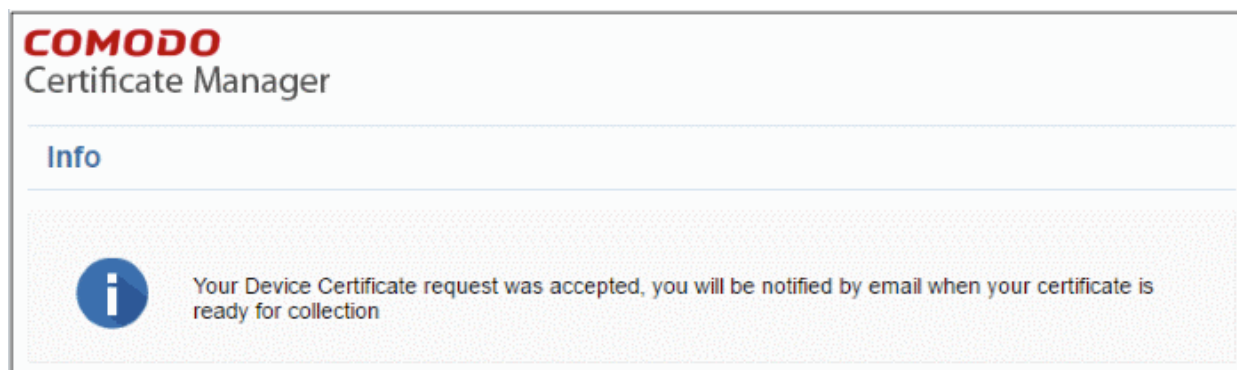 COMODO
Certificate Manager
Info
Your Device Certificate request was accepted, you will be notified by email when your certificate is
ready for collection